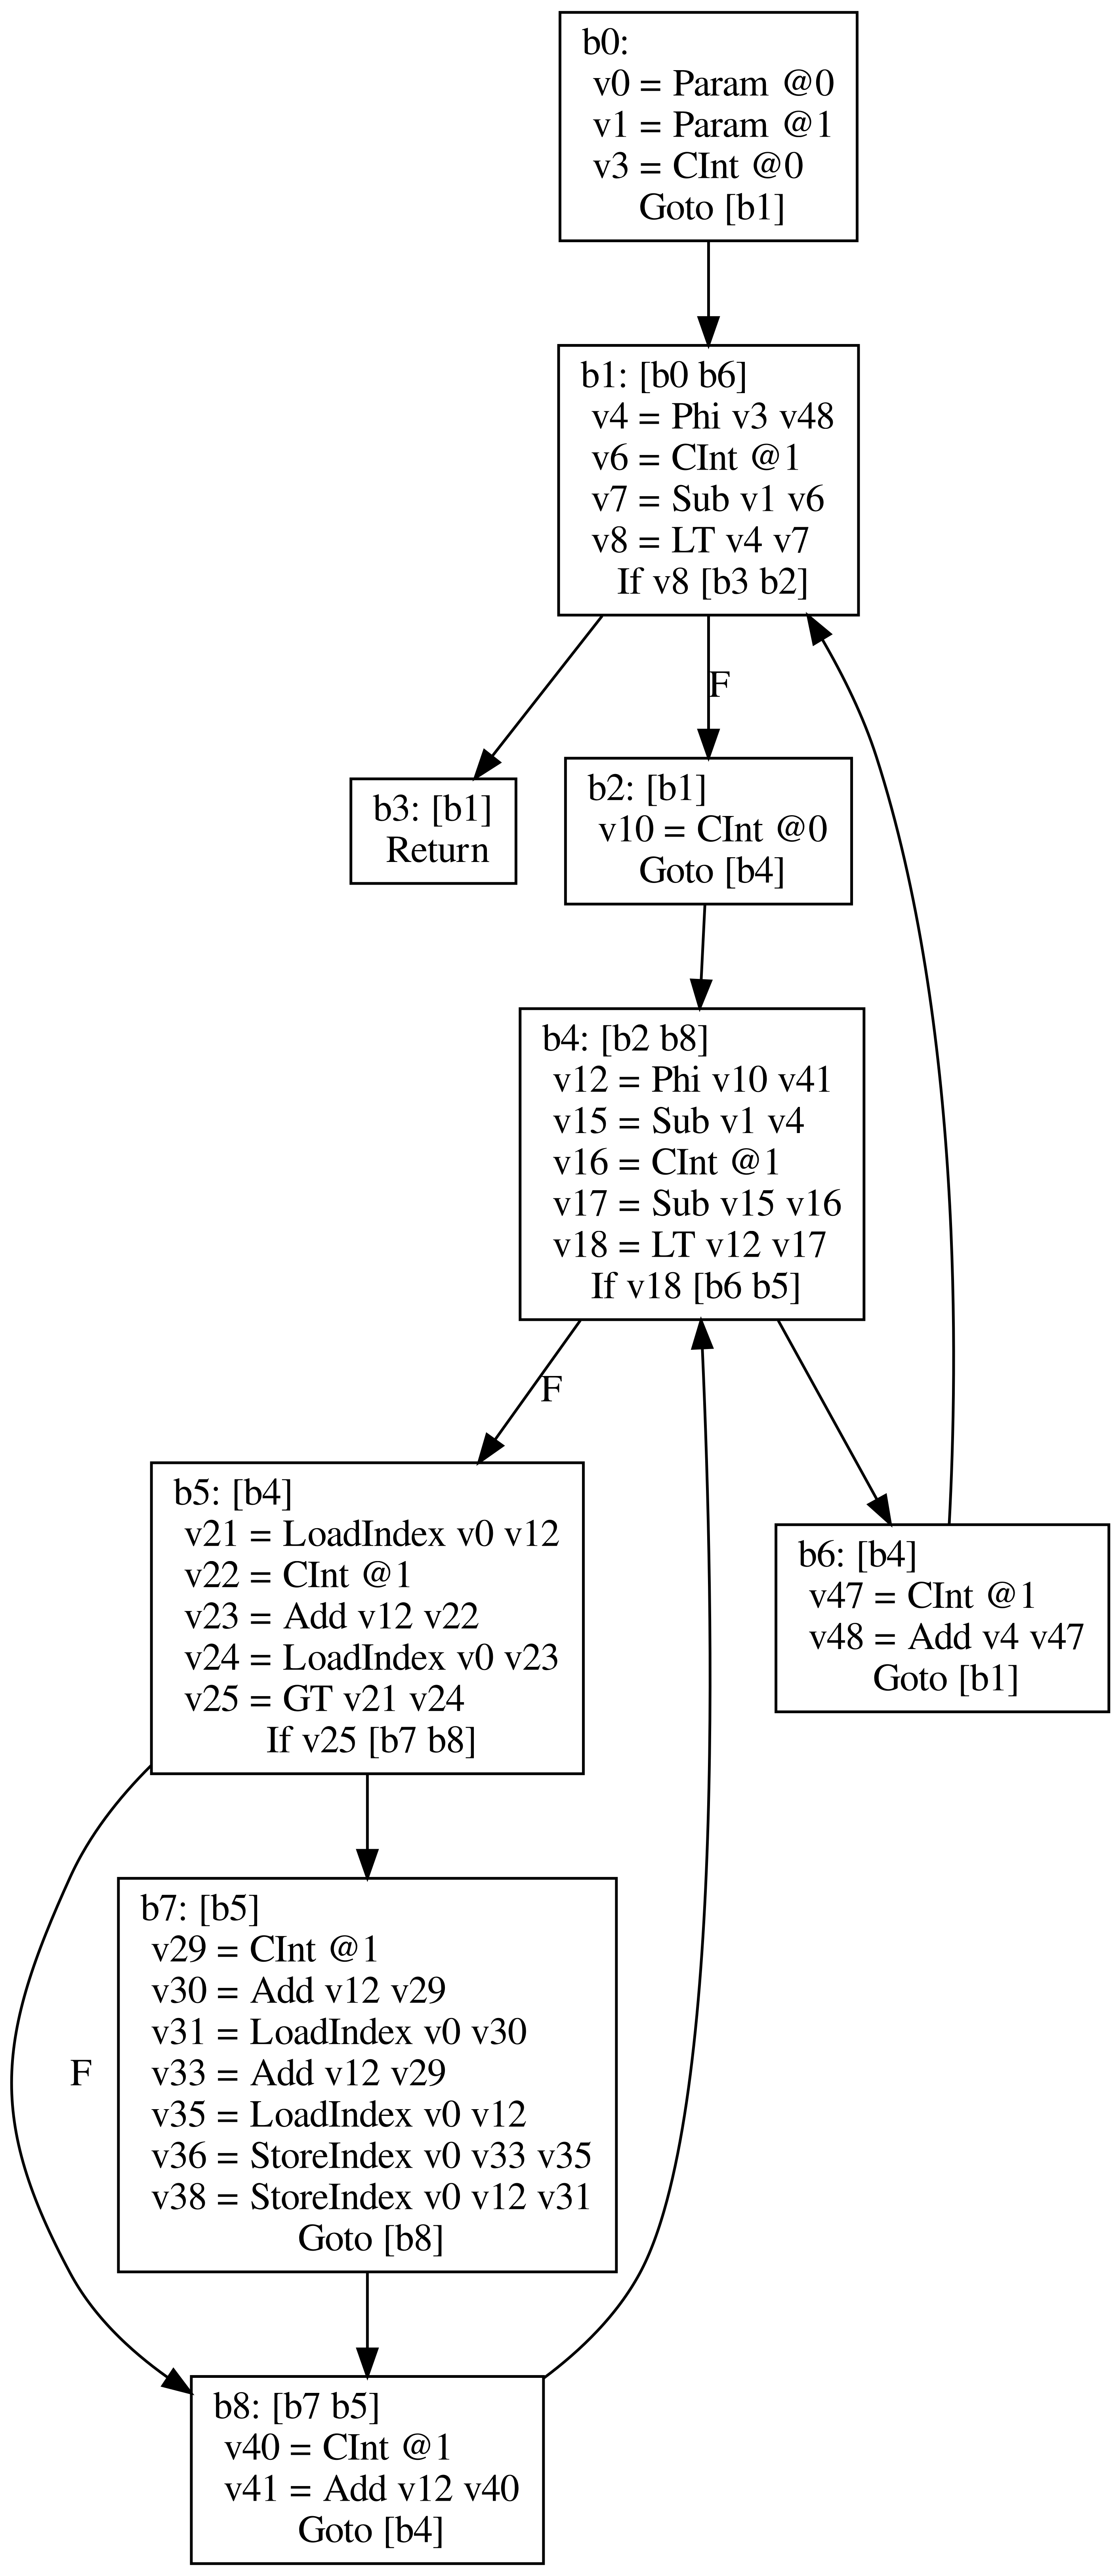 b0:
v0 = Param @0
v1 = Param @1
v3 = CInt @0
Goto [b1]
b1: [b0 b6]
v4 = Phi v3 v48
v6 = CInt @1
v7 = Sub v1 v6
v8 = LT v4 v7
If v8 [b3 b2]
F
b3: [b1]
Return
b2: [b1]
v10 = CInt @0
Goto [b4]
b4: [b2 b8]
v12 = Phi v10 v41
v15 = Sub v1 v4
v16 = CInt @1
v17 = Sub v15 v16
v18 = LT v12 v17
If v18 [b6 b5]
F
b5: [b4]
v21 = LoadIndex v0 v12
v22 = CInt @1
v23 = Add v12 v22
v24 = LoadIndex v0 v23
v25 = GT v21 v24
If v25 [b7 b8]
b6: [b4]
v47 = CInt @1
v48 = Add v4 v47
Goto [b1]
b7: [b5]
v29 = CInt @1
v30 = Add v12 v29
v31 = LoadIndex v0 v30
v33 = Add v12 v29
v35 = LoadIndex v0 v12
v36 = StoreIndex v0 v33 v35
v38 = StoreIndex v0 v12 v31
Goto [b8]
F
b8: [b7 b5]
v40 = CInt @1
v41 = Add v12 v40
Goto [b4]